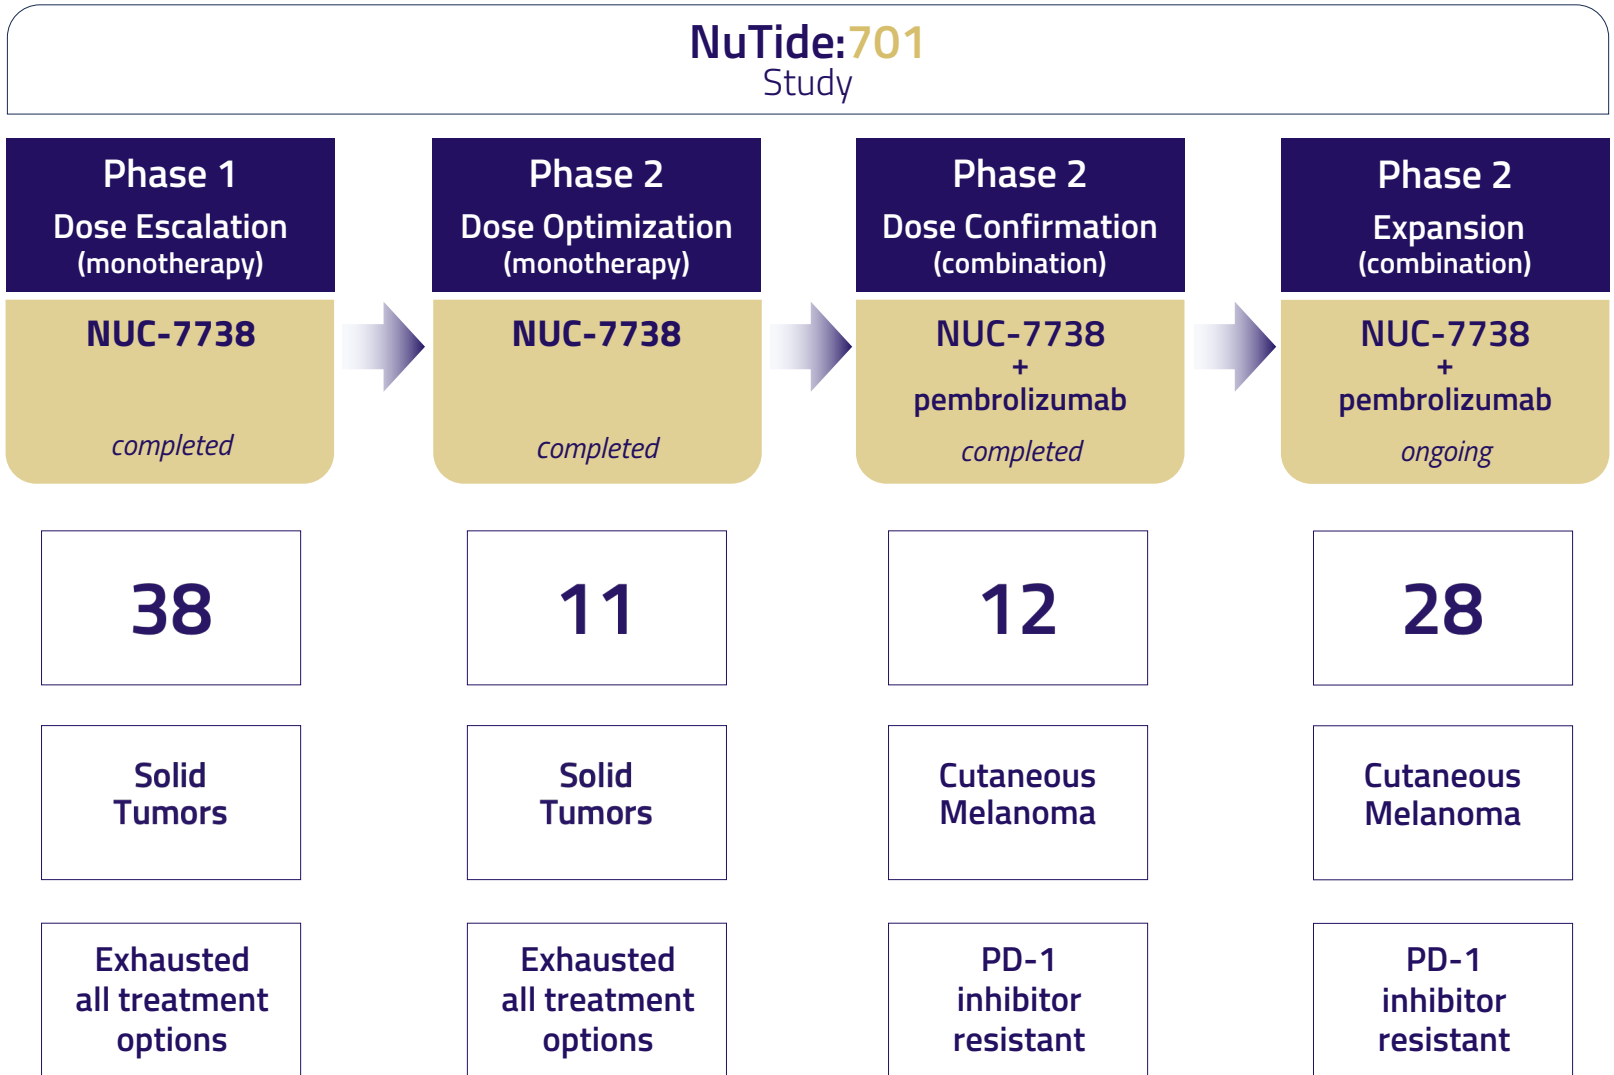 NuTide:701
Study
Phase 1
Dose Escalation
(monotherapy)
NUC-7738
completed
Phase 2
Dose Optimization
(monotherapy)
NUC-7738
completed
Phase 2
Dose Confirmation
(combination)
NUC-7738
+
pembrolizumab
completed
Phase 2
Expansion
(combination)
NUC-7738
+
pembrolizumab
ongoing
38
11
12
28
Solid
Tumors
Solid
Tumors
Cutaneous
Melanoma
Cutaneous
Melanoma
Exhausted
all treatment
options
Exhausted
all treatment
options
PD-1
inhibitor
resistant
PD-1
inhibitor
resistant